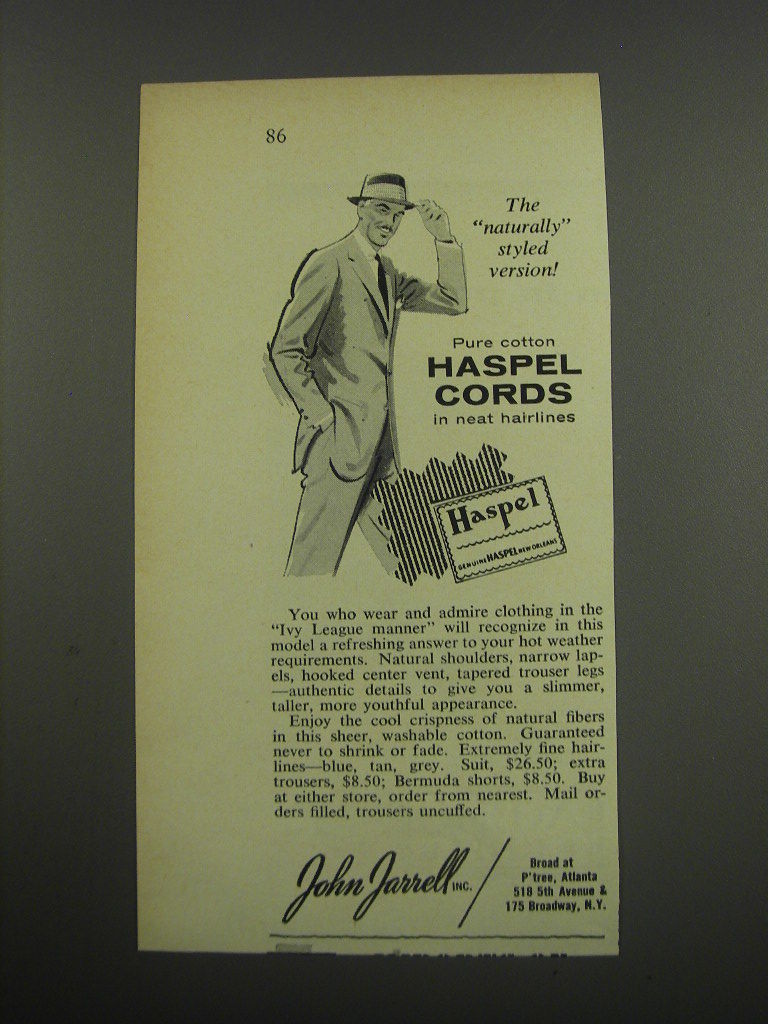 86
The
“naturally”
styled
version!
Pure cotton
HASPEL
CORDS
in neat hairlines
Haspel
GENUINE HASPEL NEW ORLEANS
You who wear and admire clothing in the
“Ivy League manner” will recognize in this
model a refreshing answer to your hot weather
requirements. Natural shoulders, narrow lap-
els, hooked center vent, tapered trouser legs
—authentic details to give you a slimmer,
taller, more youthful appearance.
Enjoy the cool crispness of natural fibers
in this sheer, washable cotton. Guaranteed
never to shrink or fade. Extremely fine hair-
lines—blue, tan, grey. Suit, $26.50; extra
trousers, $8.50; Bermuda shorts, $8.50. Buy
at either store, order from nearest. Mail or-
ders filled, trousers uncuffed.
John Jarrell INC.
Broad at
P'tree, Atlanta
518 5th Avenue &
175 Broadway, N.Y.